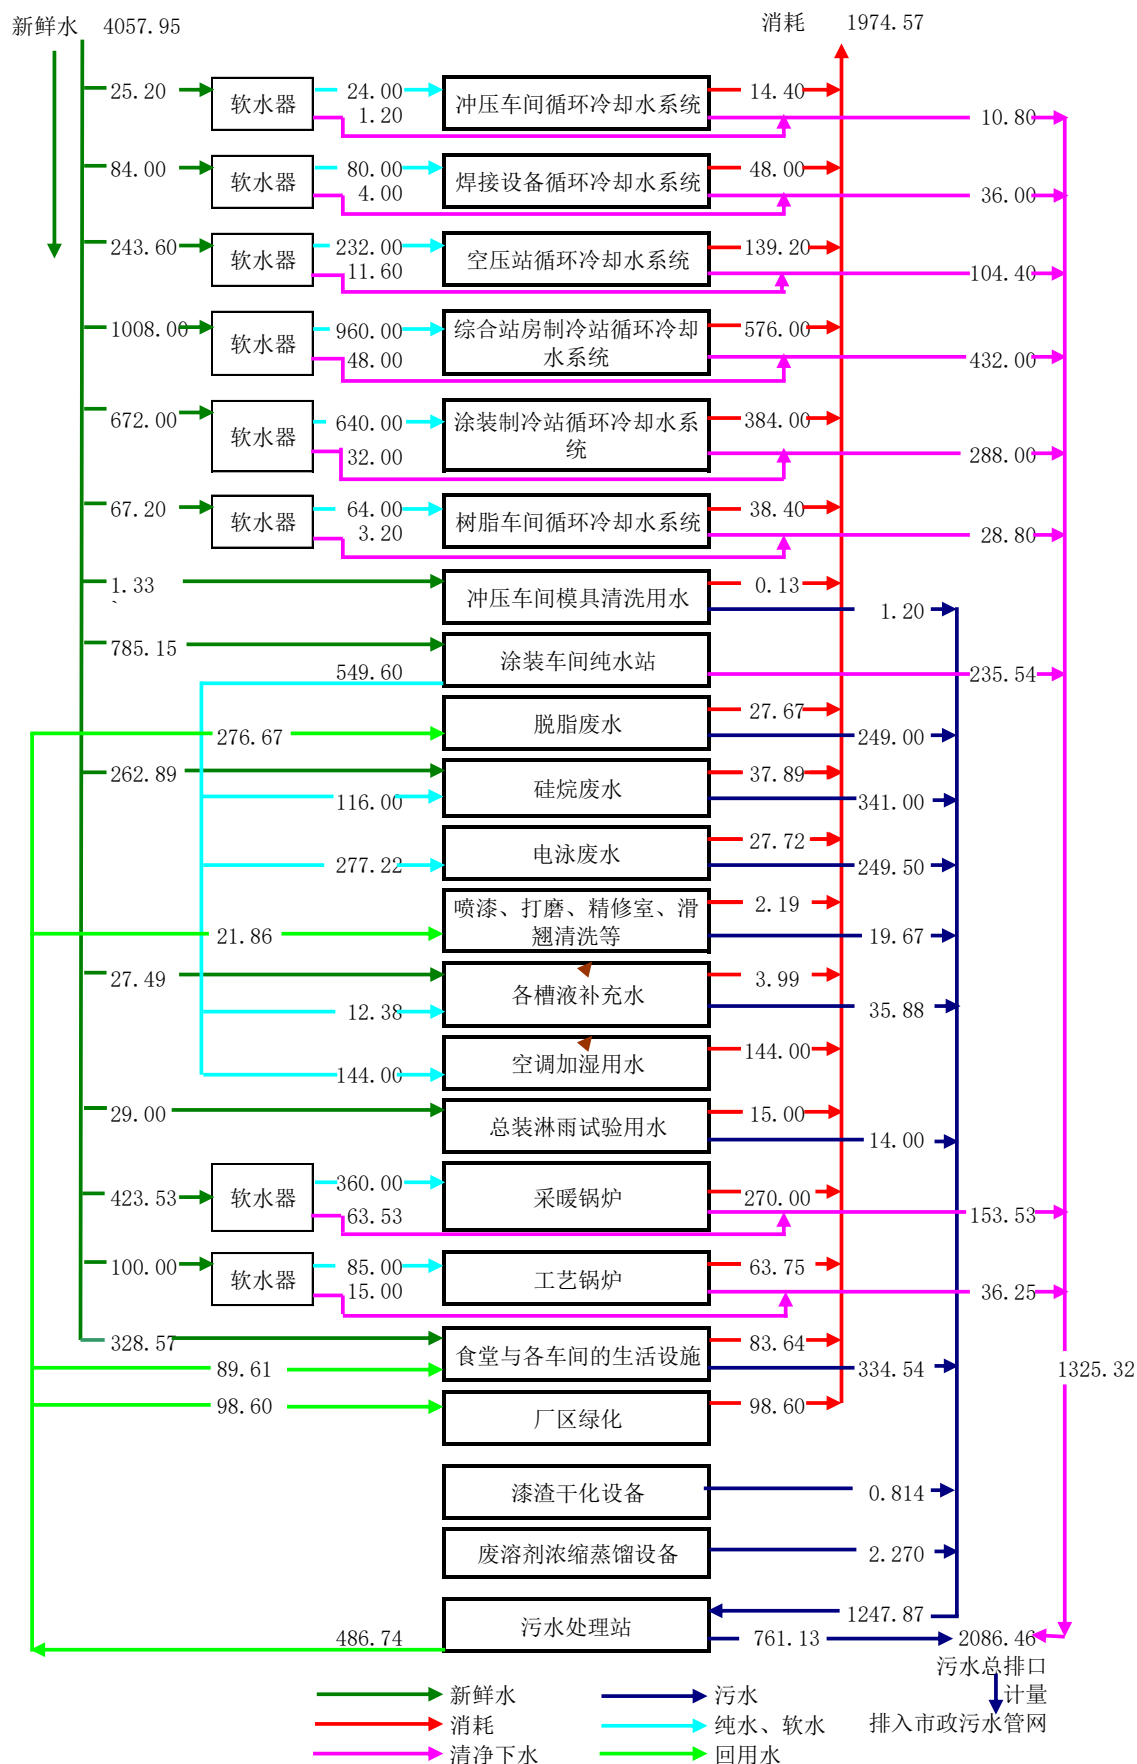 新鲜水 4057.95 消耗 1974.57
25.20 软水器 24.00 1.20 冲压车间循环冷却水系统 14.40 10.80
84.00 软水器 80.00 4.00 焊接设备循环冷却水系统 48.00 36.00
243.60 软水器 232.00 11.60 空压站循环冷却水系统 139.20 104.40
1008.00 软水器 960.00 48.00 综合站房制冷站循环冷却
水系统 576.00 432.00
672.00 软水器 640.00 32.00 涂装制冷站循环冷却水系
统 384.00 288.00
67.20 软水器 64.00 3.20 树脂车间循环冷却水系统 38.40 28.80
1.33 冲压车间模具清洗用水 0.13 1.20
785.15 549.60 涂装车间纯水站 235.54
276.67 脱脂废水 27.67 249.00
262.89 116.00 硅烷废水 37.89 341.00
277.22 电泳废水 27.72 249.50
21.86 喷漆、打磨、精修室、滑
翘清洗等 2.19 19.67
27.49 12.38 各槽液补充水 3.99 35.88
144.00 空调加湿用水 144.00
29.00 总装淋雨试验用水 15.00 14.00
423.53 软水器 360.00 63.53 采暖锅炉 270.00 153.53
100.00 软水器 85.00 15.00 工艺锅炉 63.75 36.25
328.57 89.61 食堂与各车间的生活设施 83.64 334.54 1325.32
98.60 厂区绿化 98.60
漆渣干化设备 0.814
废溶剂浓缩蒸馏设备 2.270
486.74 污水处理站 1247.87 761.13 2086.46
污水总排口
计量
排入市政污水管网
新鲜水 污水
消耗 纯水、软水
清净下水 回用水